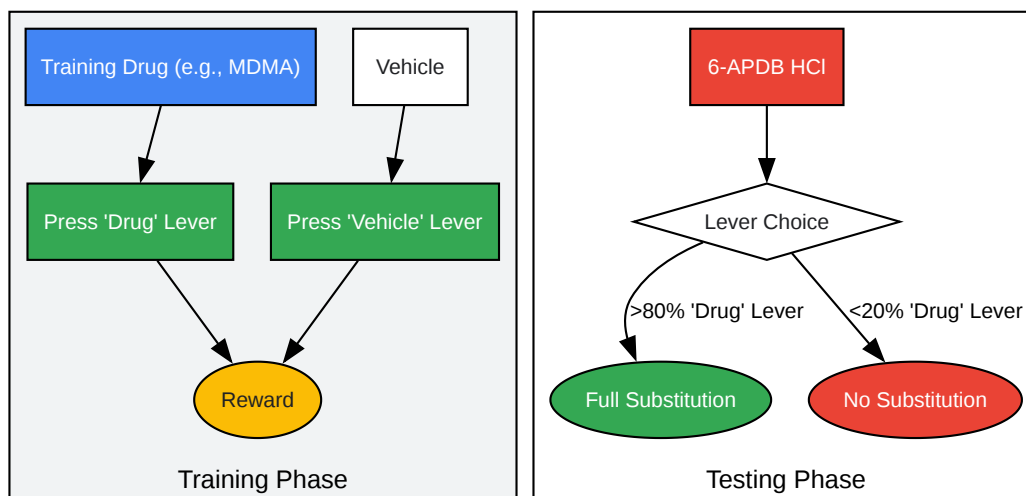 Training Drug (e.g., MDMA)
Vehicle
Press 'Drug' Lever
Press 'Vehicle' Lever
Reward
Training Phase
6-APDB HCl
Lever Choice
>80% 'Drug' Lever
<20% 'Drug' Lever
Full Substitution
No Substitution
Testing Phase